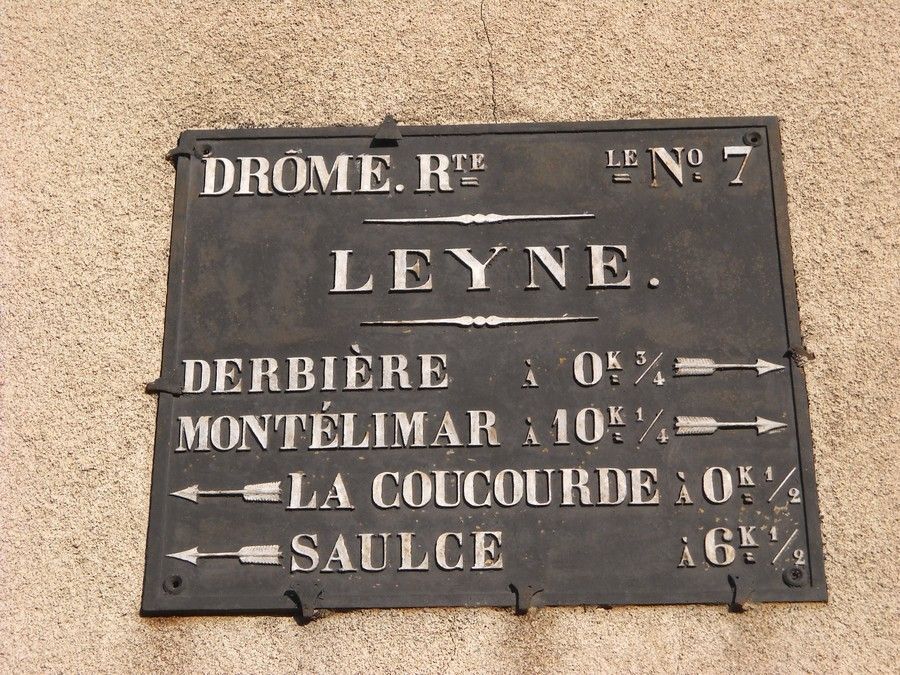 DRÔME. RTE LE NO 7
LEYNE.
DERBIÈRE À 0K 3/4
MONTÉLIMAR À 10K 1/4
LA COUCOURDE À 0K 1/2
SAULCE À 6K 1/2